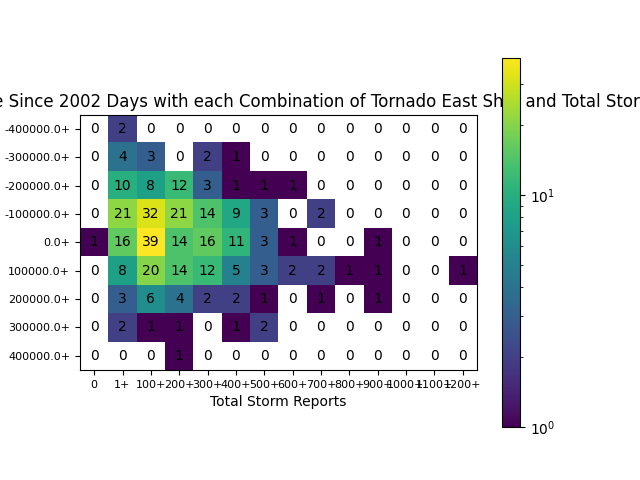 e Since 2002 Days with each Combination of Tornado East Sh and Total Stor
-400000.0+ 0 2 0 0 0 0 0 0 0 0 0 0 0 0
-300000.0+ 0 4 3 0 2 1 0 0 0 0 0 0 0 0
-200000.0+ 0 10 8 12 3 1 1 1 0 0 0 0 0 0
-100000.0+ 0 21 32 21 14 9 3 0 2 0 0 0 0 0
0.0+ 1 16 39 14 16 11 3 1 0 0 1 0 0 0
100000.0+ 0 8 20 14 12 5 3 2 2 1 1 0 0 1
200000.0+ 0 3 6 4 2 2 1 0 1 0 1 0 0 0
300000.0+ 0 2 1 1 0 1 2 0 0 0 0 0 0 0
400000.0+ 0 0 0 1 0 0 0 0 0 0 0 0 0 0
0 1+ 100+ 200+ 300+ 400+ 500+ 600+ 700+ 800+ 900+ 1000+ 1100+ 1200+
Total Storm Reports
10^1
10^0